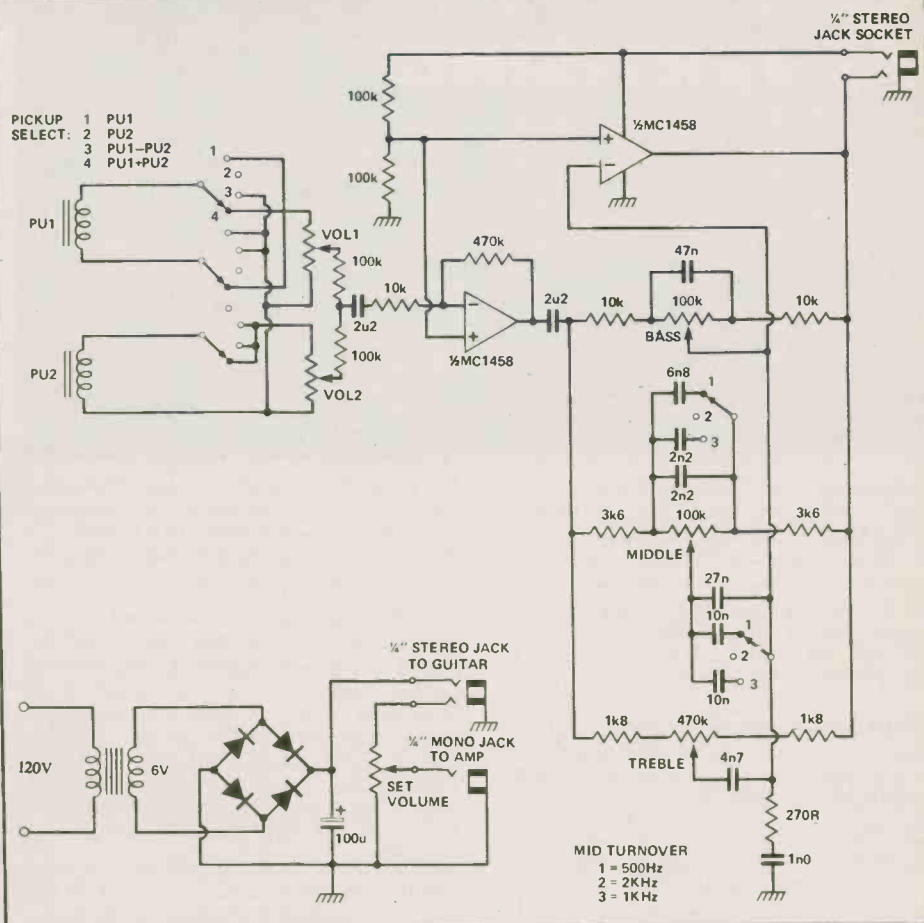 ¼" STEREO
JACK SOCKET
100k
½MC1458
+
−
100k
PICKUP 1 PU1
SELECT: 2 PU2
3 PU1−PU2
4 PU1+PU2
1
2
3
4
PU1
VOL1
100k
2u2
10k
470k
−
+
½MC1458
2u2
10k
47n
100k
BASS
10k
PU2
100k
VOL2
6n8
1
2
3
2n2
2n2
3k6
100k
3k6
MIDDLE
27n
10n
1
2
3
10n
1k8
470k
1k8
TREBLE
4n7
270R
1n0
¼" STEREO JACK
TO GUITAR
¼" MONO JACK
TO AMP
SET
VOLUME
120V
6V
+
100u
MID TURNOVER
1 = 500Hz
2 = 2KHz
3 = 1KHz